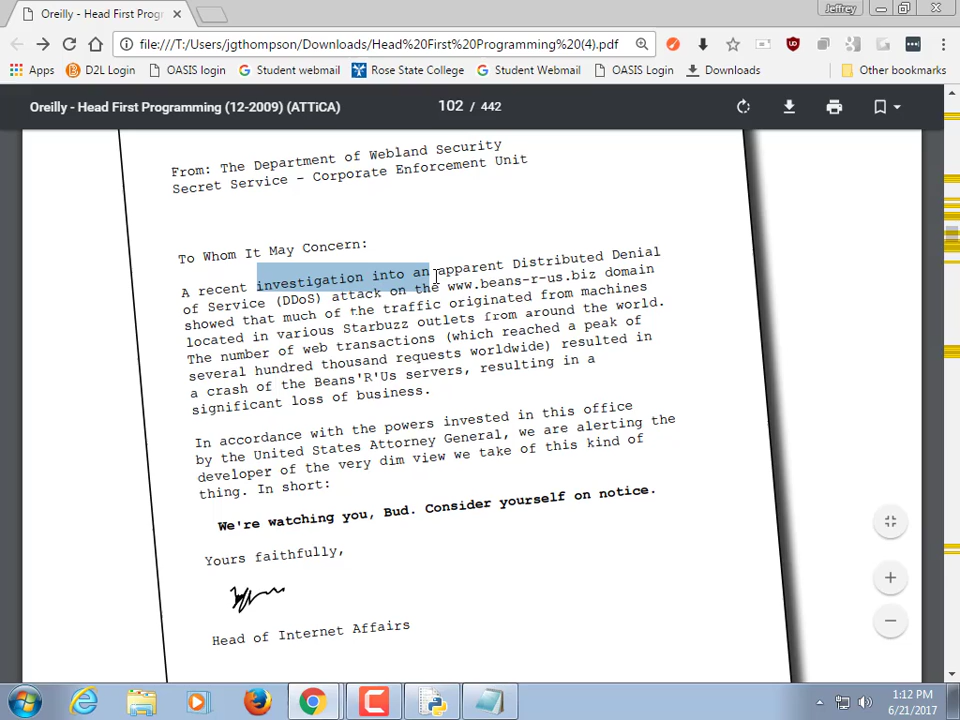 Oreilly - Head First Progr
Jeffrey
file:///T:/Users/jgthompson/Downloads/Head%20First%20Programming%20(4).pdf
Apps D2L Login OASIS login Student webmail Rose State College Student Webmail OASIS Login Downloads Other bookmarks
Oreilly - Head First Programming (12-2009) (ATTiCA) 102 / 442
From: The Department of Webland Security
Secret Service - Corporate Enforcement Unit
To Whom It May Concern:
A recent investigation into an apparent Distributed Denial
of Service (DDoS) attack on the www.beans-r-us.biz domain
showed that much of the traffic originated from machines
located in various Starbuzz outlets from around the world.
The number of web transactions (which reached a peak of
several hundred thousand requests worldwide) resulted in
a crash of the Beans'R'Us servers, resulting in a
significant loss of business.
In accordance with the powers invested in this office
by the United States Attorney General, we are alerting the
developer of the very dim view we take of this kind of
thing. In short:
We're watching you, Bud. Consider yourself on notice.
Yours faithfully,
Head of Internet Affairs
1:12 PM
6/21/2017